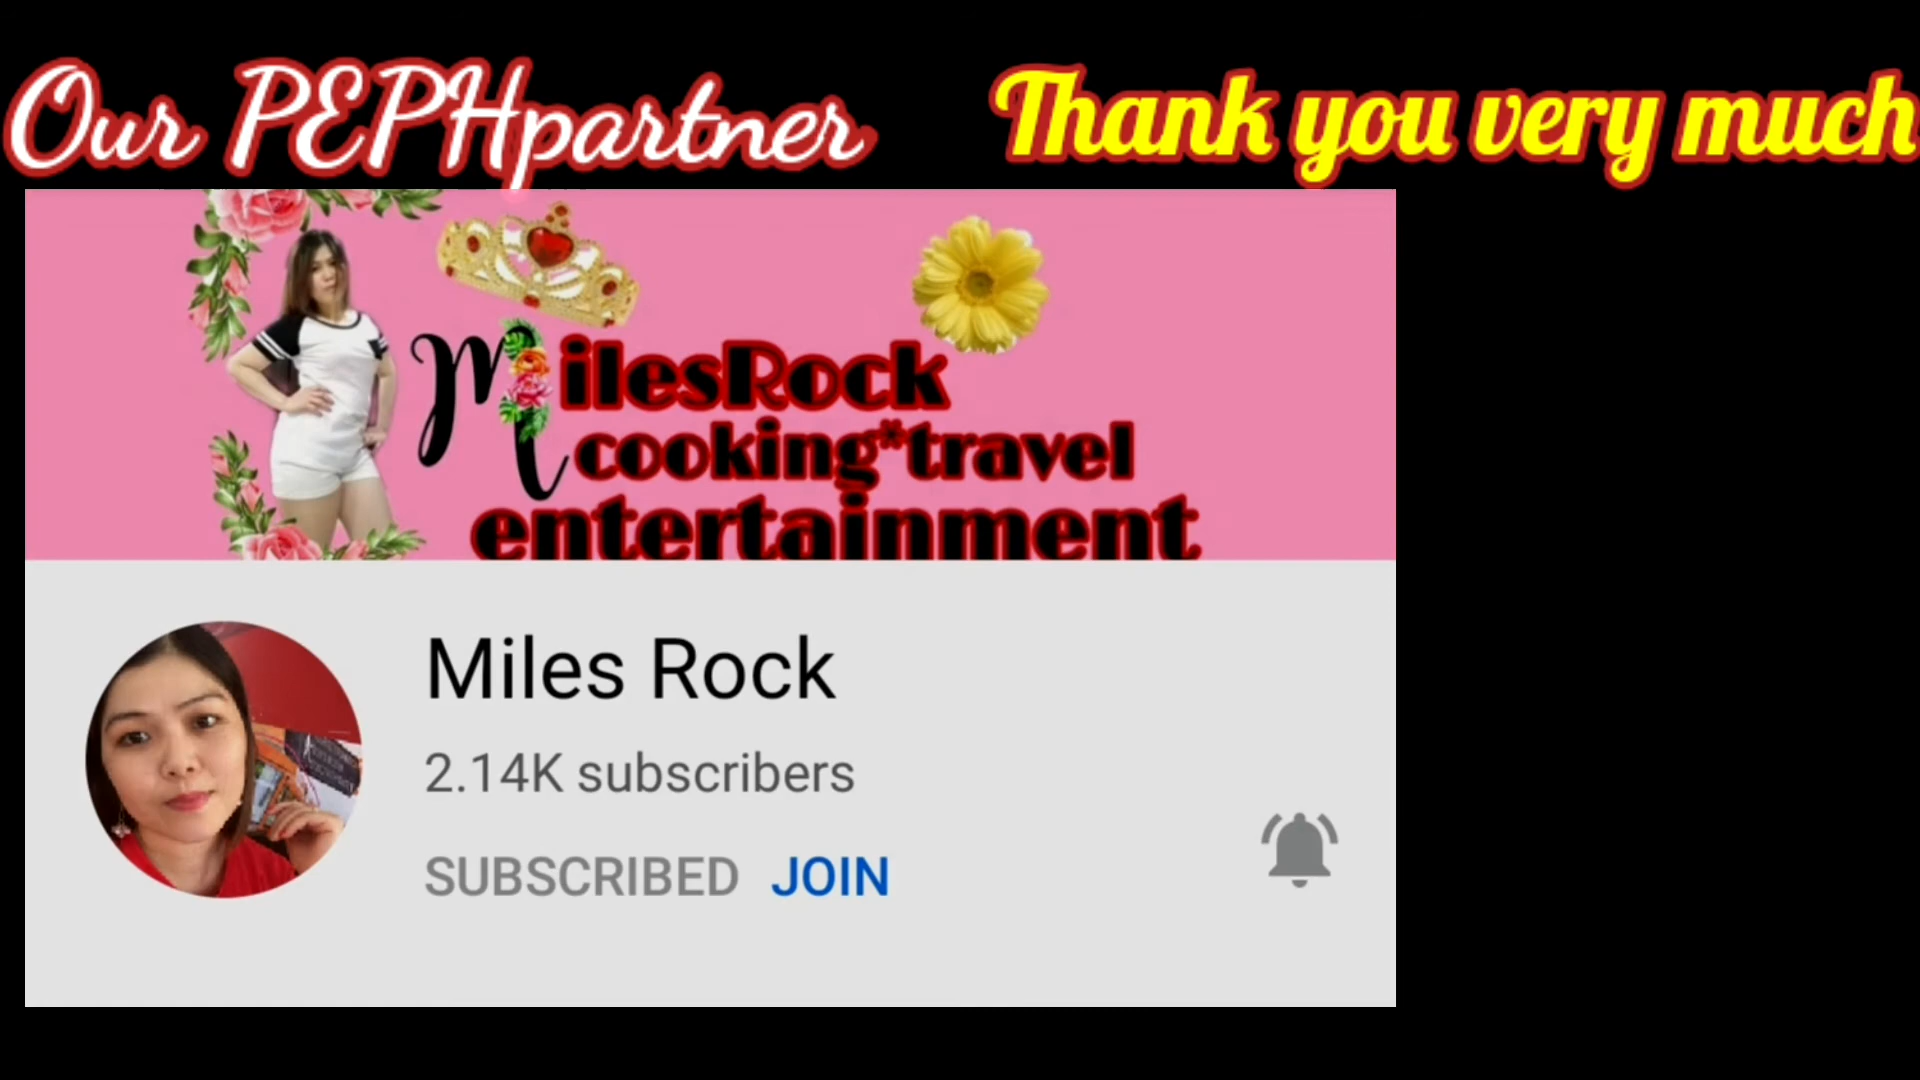 Our PEPHpartner
Thank you very much
MilesRock
cooking*travel
entertainment
Miles Rock
2.14K subscribers
SUBSCRIBED JOIN